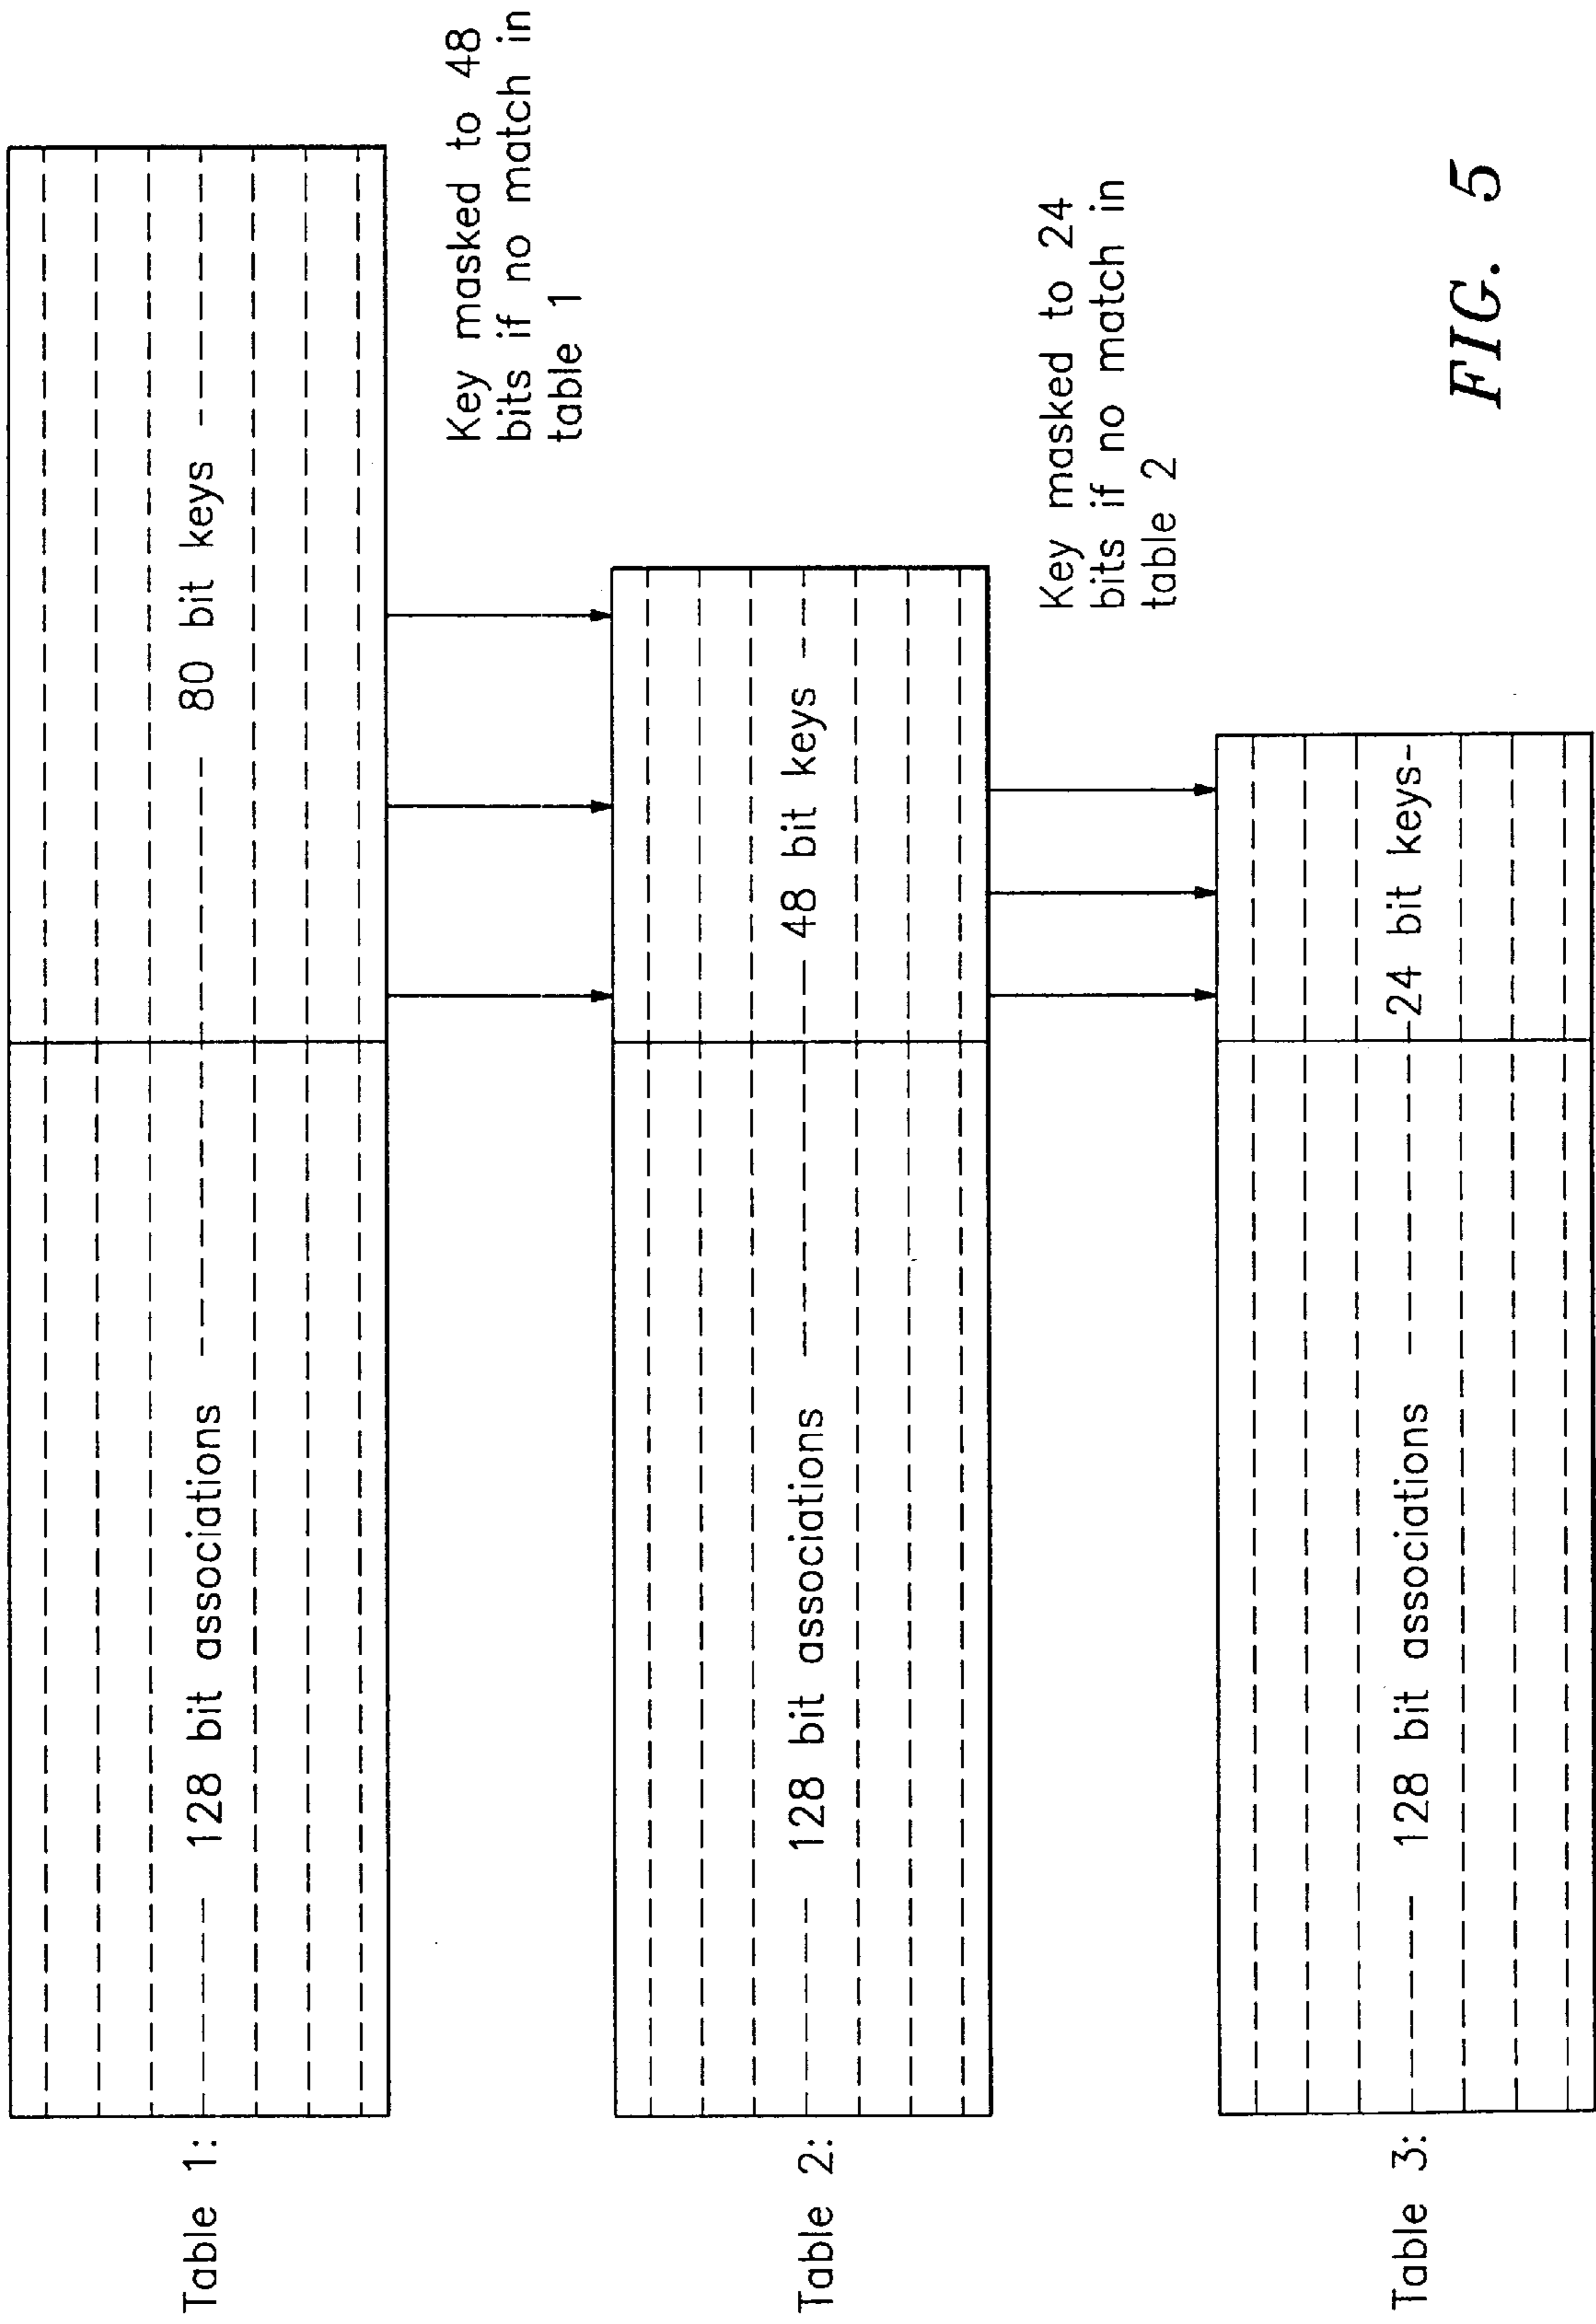 Table 1:
128 bit associations
80 bit keys
Key masked to 48
bits if no match in
table 1
Table 2:
128 bit associations
48 bit keys
Key masked to 24
bits if no match in
table 2
Table 3:
128 bit associations
24 bit keys
FIG. 5